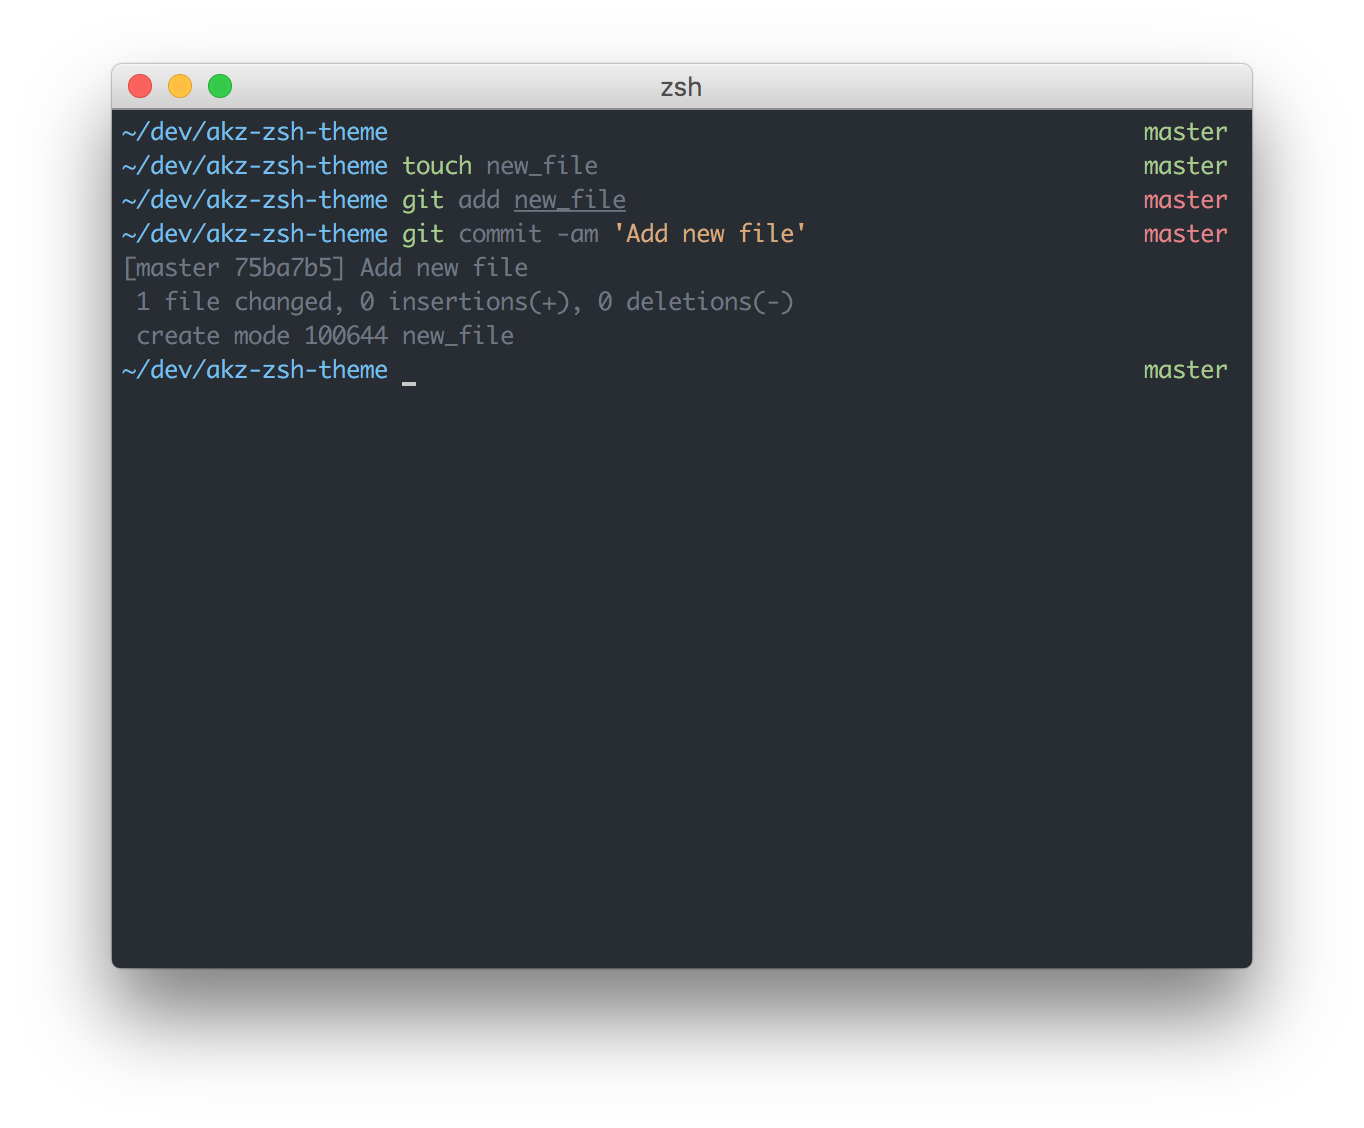 zsh
~/dev/akz-zsh-theme master
~/dev/akz-zsh-theme touch new_file master
~/dev/akz-zsh-theme git add new_file master
~/dev/akz-zsh-theme git commit -am 'Add new file' master
[master 75ba7b5] Add new file
 1 file changed, 0 insertions(+), 0 deletions(-)
 create mode 100644 new_file
~/dev/akz-zsh-theme _ master